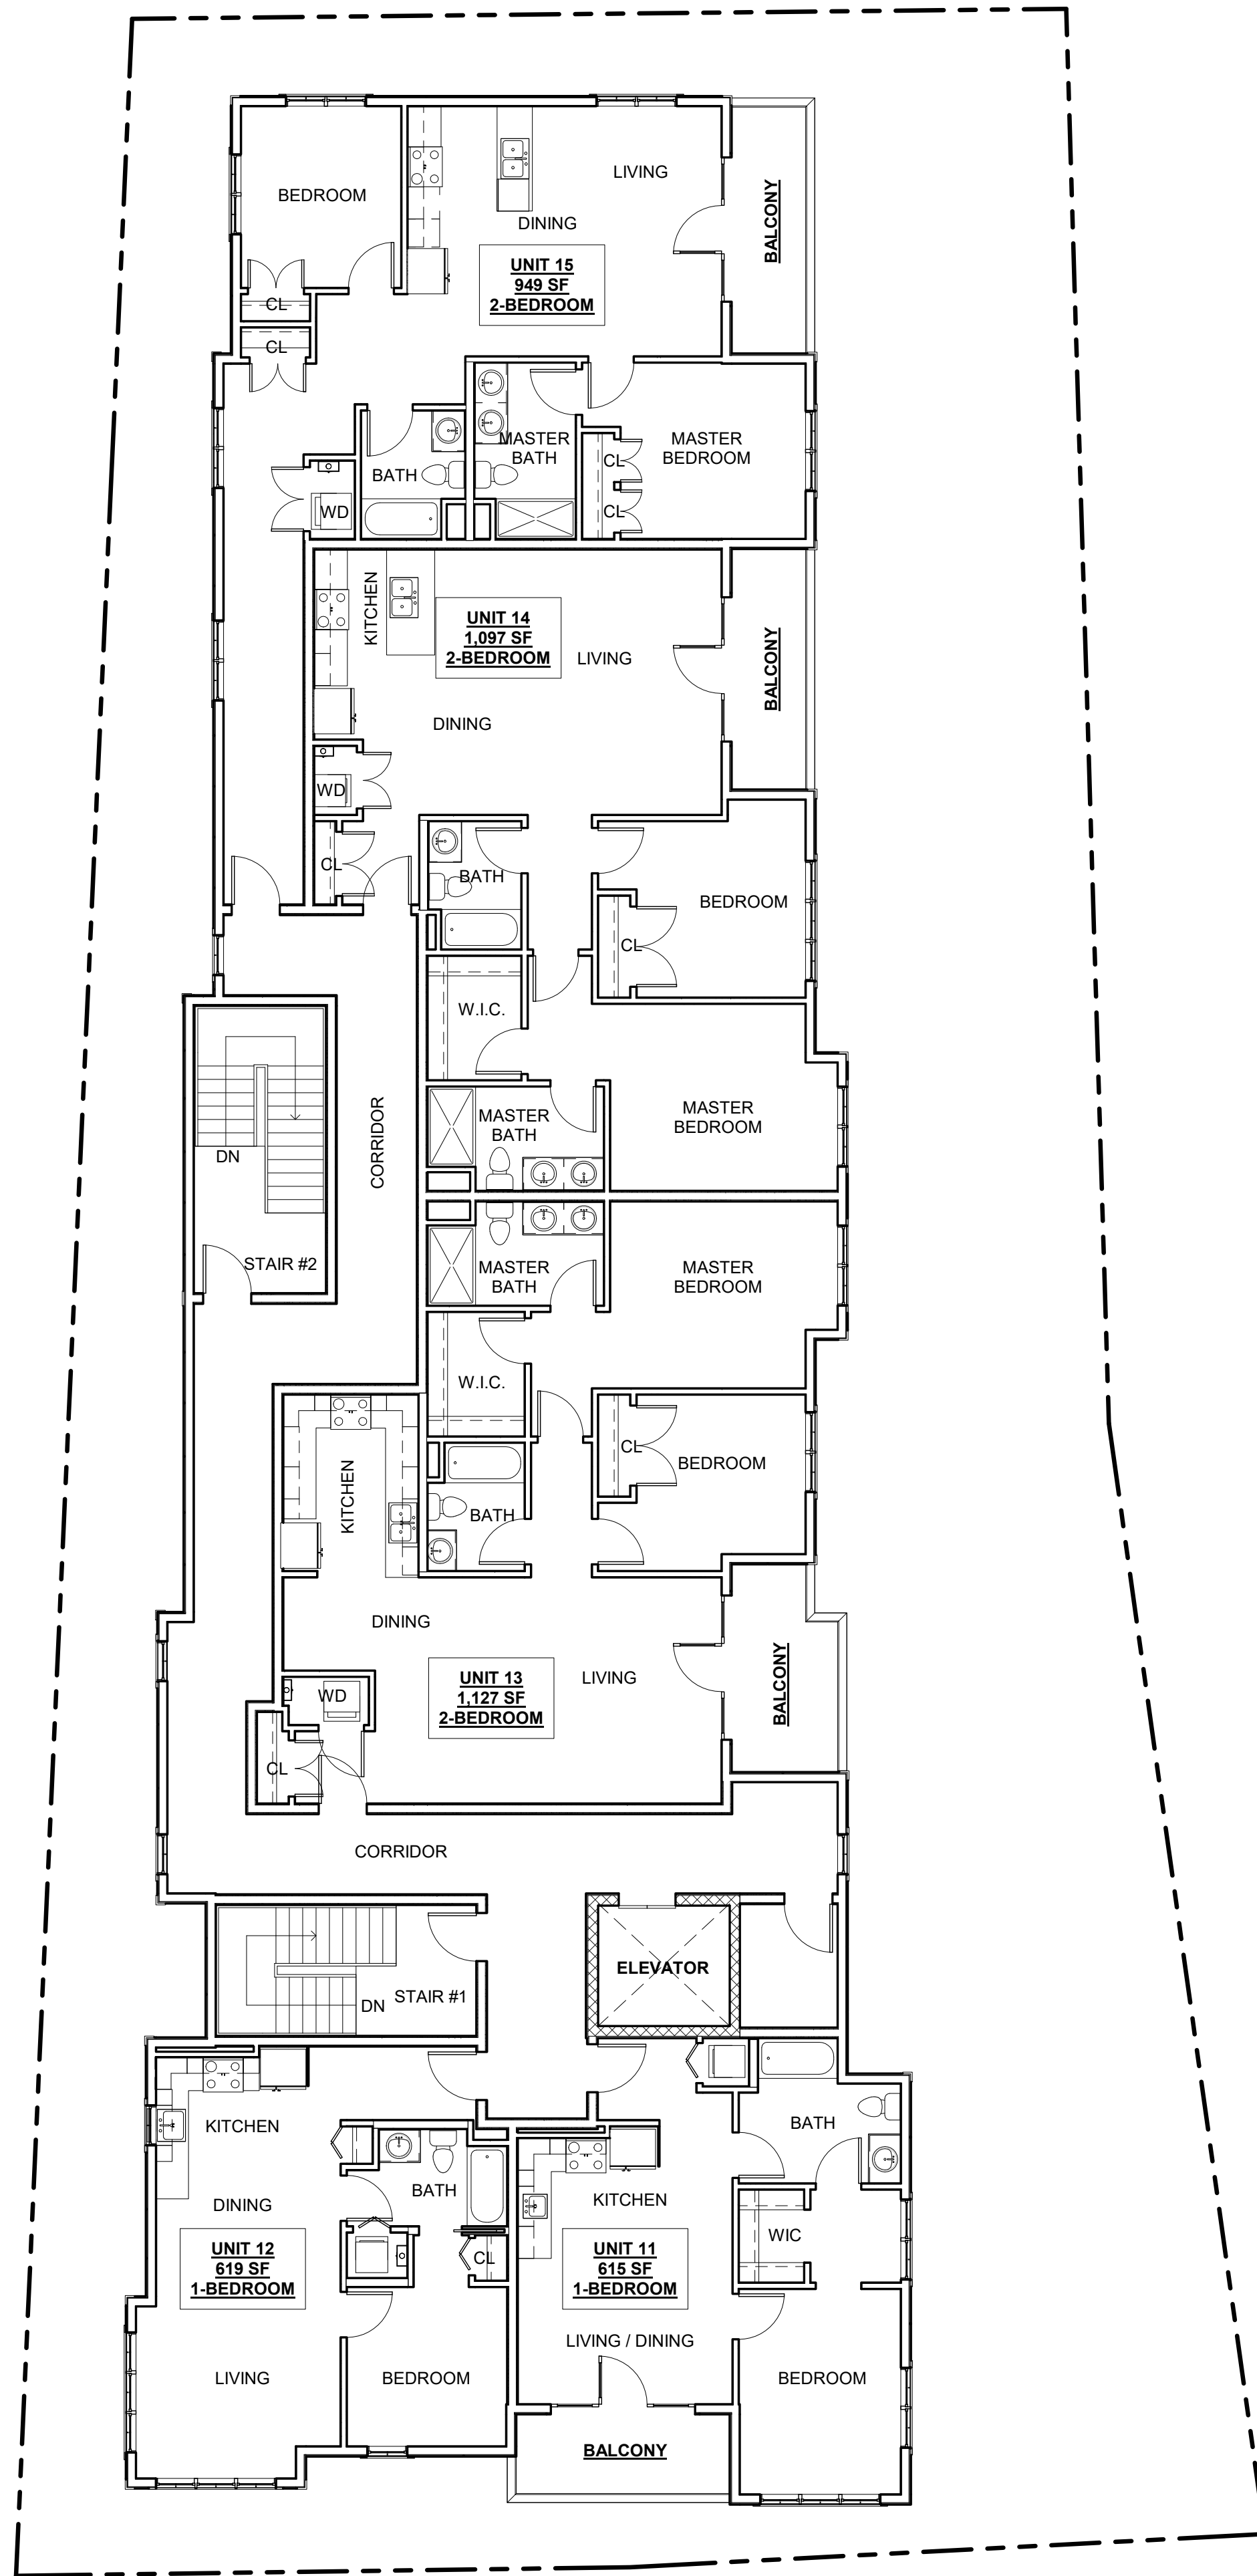 BEDROOM
LIVING
DINING
BALCONY
UNIT 15
949 SF
2-BEDROOM
CL
CL
MASTER
BATH
MASTER
BEDROOM
CL
CL
BATH
WD
KITCHEN
UNIT 14
1,097 SF
2-BEDROOM
LIVING
BALCONY
DINING
WD
CL
BATH
BEDROOM
CL
W.I.C.
MASTER
BATH
MASTER
BEDROOM
CORRIDOR
DN
STAIR #2
MASTER
BATH
MASTER
BEDROOM
W.I.C.
CL
BEDROOM
KITCHEN
BATH
DINING
LIVING
BALCONY
UNIT 13
1,127 SF
2-BEDROOM
WD
CL
CORRIDOR
ELEVATOR
STAIR #1
DN
KITCHEN
BATH
DINING
BATH
KITCHEN
WIC
UNIT 12
619 SF
1-BEDROOM
CL
UNIT 11
615 SF
1-BEDROOM
LIVING / DINING
LIVING
BEDROOM
BEDROOM
BALCONY